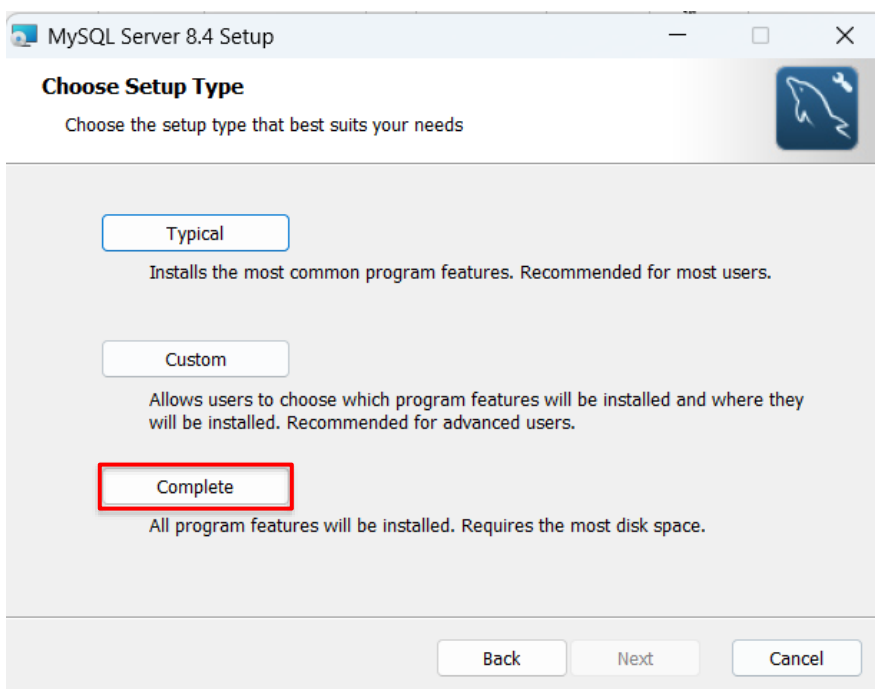 MySQL Server 8.4 Setup
Choose Setup Type
Choose the setup type that best suits your needs
Typical
Installs the most common program features. Recommended for most users.
Custom
Allows users to choose which program features will be installed and where they
will be installed. Recommended for advanced users.
Complete
All program features will be installed. Requires the most disk space.
Back Next Cancel